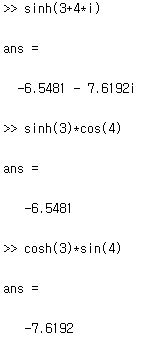 >> sinh(3+4*i)
ans =
-6.5481 - 7.6192i
>> sinh(3)*cos(4)
ans =
-6.5481
>> cosh(3)*sin(4)
ans =
-7.6192